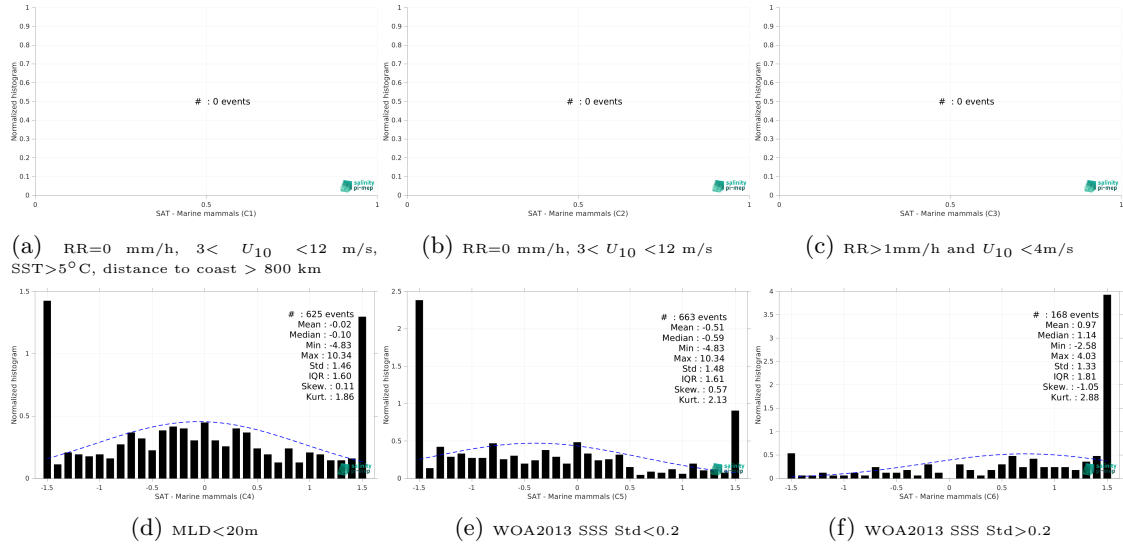 1
0.9
0.8
0.7
0.6
0.5
0.4
0.3
0.2
0.1
0
Normalized histogram
# : 0 events
salinity
pi-mep
0 0.5 1
SAT - Marine mammals (C1)
(a) RR=0 mm/h, 3< U10 <12 m/s,
SST>5°C, distance to coast > 800 km
1
0.9
0.8
0.7
0.6
0.5
0.4
0.3
0.2
0.1
0
Normalized histogram
# : 0 events
salinity
pi-mep
0 0.5 1
SAT - Marine mammals (C2)
(b) RR=0 mm/h, 3< U10 <12 m/s
1
0.9
0.8
0.7
0.6
0.5
0.4
0.3
0.2
0.1
0
Normalized histogram
# : 0 events
salinity
pi-mep
0 0.5 1
SAT - Marine mammals (C3)
(c) RR>1mm/h and U10 <4m/s
1.5
1
0.5
0
Normalized histogram
# : 625 events
Mean : -0.02
Median : -0.10
Min : -4.83
Max : 10.34
Std : 1.46
IQR : 1.60
Skew. : 0.11
Kurt. : 1.86
-1.5 -1 -0.5 0 0.5 1 1.5
SAT - Marine mammals (C4)
(d) MLD<20m
2.5
2
1.5
1
0.5
0
Normalized histogram
# : 663 events
Mean : -0.51
Median : -0.59
Min : -4.83
Max : 10.34
Std : 1.48
IQR : 1.61
Skew. : 0.57
Kurt. : 2.13
-1.5 -1 -0.5 0 0.5 1 1.5
SAT - Marine mammals (C5)
(e) WOA2013 SSS Std<0.2
4
3.5
3
2.5
2
1.5
1
0.5
0
Normalized histogram
# : 168 events
Mean : 0.97
Median : 1.14
Min : -2.58
Max : 4.03
Std : 1.33
IQR : 1.81
Skew. : -1.05
Kurt. : 2.88
-1.5 -1 -0.5 0 0.5 1 1.5
SAT - Marine mammals (C6)
(f) WOA2013 SSS Std>0.2